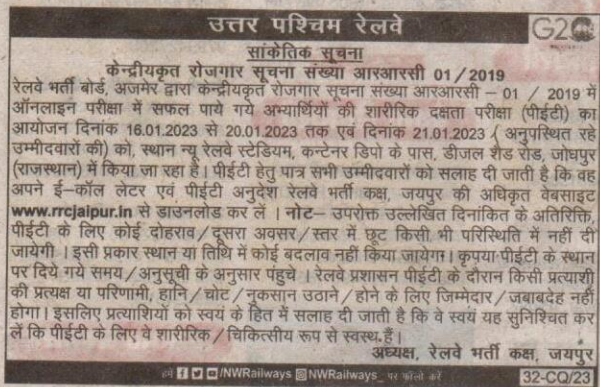 उत्तर पश्चिम रेलवे
G20
सांकेतिक सूचना
केन्द्रीयकृत रोजगार सूचना संख्या आरआरसी 01/2019
रेलवे भर्ती बोर्ड, अजमेर द्वारा केन्द्रीयकृत रोजगार सूचना संख्या आरआरसी – 01 / 2019 में
ऑनलाइन परीक्षा में सफल पाये गये अभ्यार्थियों की शारीरिक दक्षता परीक्षा (पीईटी) का
आयोजन दिनांक 16.01.2023 से 20.01.2023 तक एवं दिनांक 21.01.2023 ( अनुपस्थित रहे
उम्मीदवारों की) को, स्थान न्यू रेलवे स्टेडियम, कन्टेनर डिपो के पास, डीजल शैड रोड, जोधपुर
(राजस्थान) में किया जा रहा है। पीईटी हेतु पात्र सभी उम्मीदवारों को सलाह दी जाती है कि वह
अपने ई–कॉल लेटर एवं पीईटी अनुदेश रेलवे भर्ती कक्ष, जयपुर की अधिकृत वेबसाइट
www.rrcjaipur.in से डाउनलोड कर लें । नोट– उपरोक्त उल्लेखित दिनांकित के अतिरिक्त,
पीईटी के लिए कोई दोहराव/दूसरा अवसर/स्तर में छूट किसी भी परिस्थिति में नहीं दी
जायेगी । इसी प्रकार स्थान या तिथि में कोई बदलाव नहीं किया जायेगा। कृपया पीईटी के स्थान
पर दिये गये समय/अनुसूची के अनुसार पहुंचे । रेलवे प्रशासन पीईटी के दौरान किसी प्रत्याशी
की प्रत्यक्ष या परिणामी, हानि/चोट/नुकसान उठाने/होने के लिए जिम्मेदार/जबाबदेह नहीं
होगा। इसलिए प्रत्याशियों को स्वयं के हित में सलाह दी जाती है कि वे स्वयं यह सुनिश्चित कर
लें कि पीईटी के लिए वे शारीरिक/चिकित्सीय रूप से स्वस्थ हैं।
अध्यक्ष, रेलवे भर्ती कक्ष, जयपुर
हमें /NWRailways @NWRailways_ पर फॉलो करें
32-CQ/23